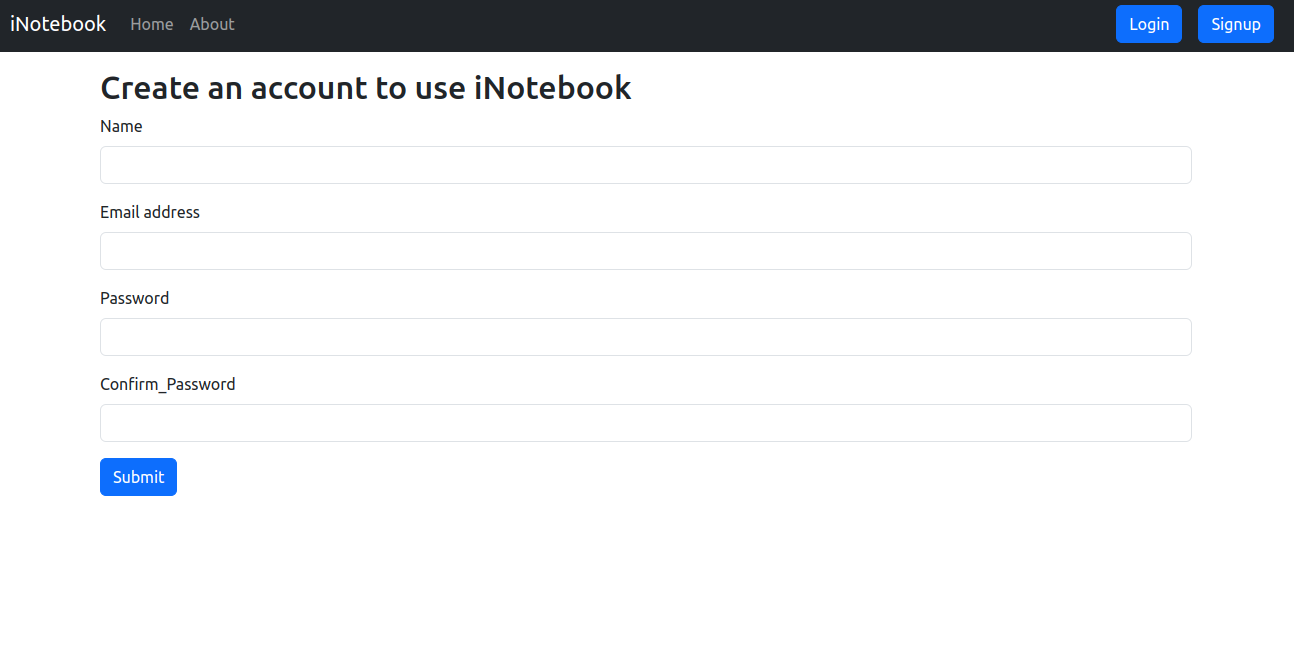 iNotebook Home About Login Signup
Create an account to use iNotebook
Name
Email address
Password
Confirm_Password
Submit